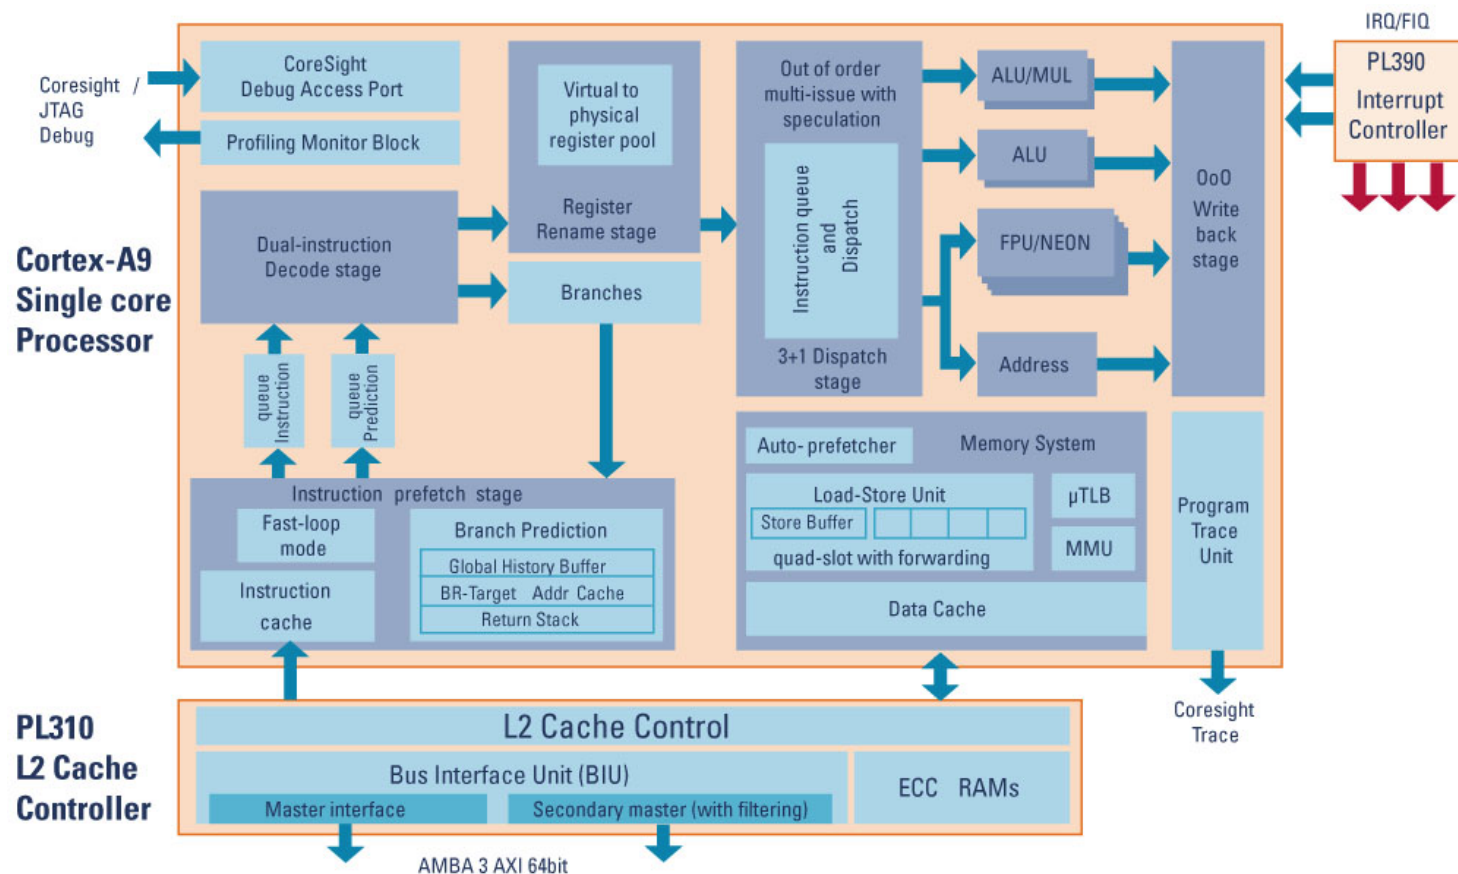 IRQ/FIQ
PL390
Interrupt
Controller
Coresight /
JTAG
Debug
CoreSight
Debug Access Port
Profiling Monitor Block
Cortex-A9
Single core
Processor
Dual-instruction
Decode stage
Virtual to
physical
register pool
Register
Rename stage
Branches
Out of order
multi-issue with
speculation
Instruction queue
and
Dispatch
3+1 Dispatch
stage
ALU/MUL
ALU
FPU/NEON
Address
OoO
Write
back
stage
queue
Instruction
queue
Prediction
Instruction prefetch stage
Fast-loop
mode
Instruction
cache
Branch Prediction
Global History Buffer
BR-Target Addr Cache
Return Stack
Auto-prefetcher
Memory System
Load-Store Unit
Store Buffer
quad-slot with forwarding
µTLB
MMU
Data Cache
Program
Trace
Unit
Coresight
Trace
PL310
L2 Cache
Controller
L2 Cache Control
Bus Interface Unit (BIU)
Master interface
Secondary master (with filtering)
ECC RAMs
AMBA 3 AXI 64bit